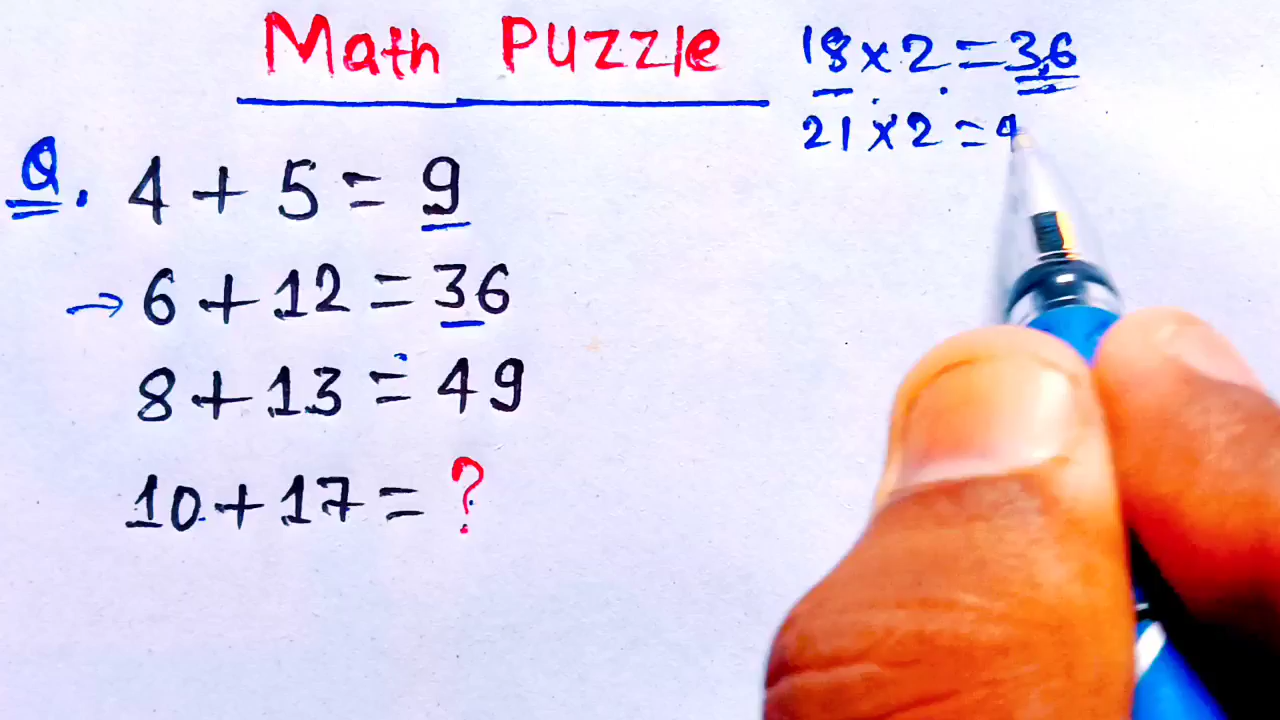 Math Puzzle
18×2=36
21×2=4
Q. 4+5=9
→6+12=36
8+13=49
10+17=?